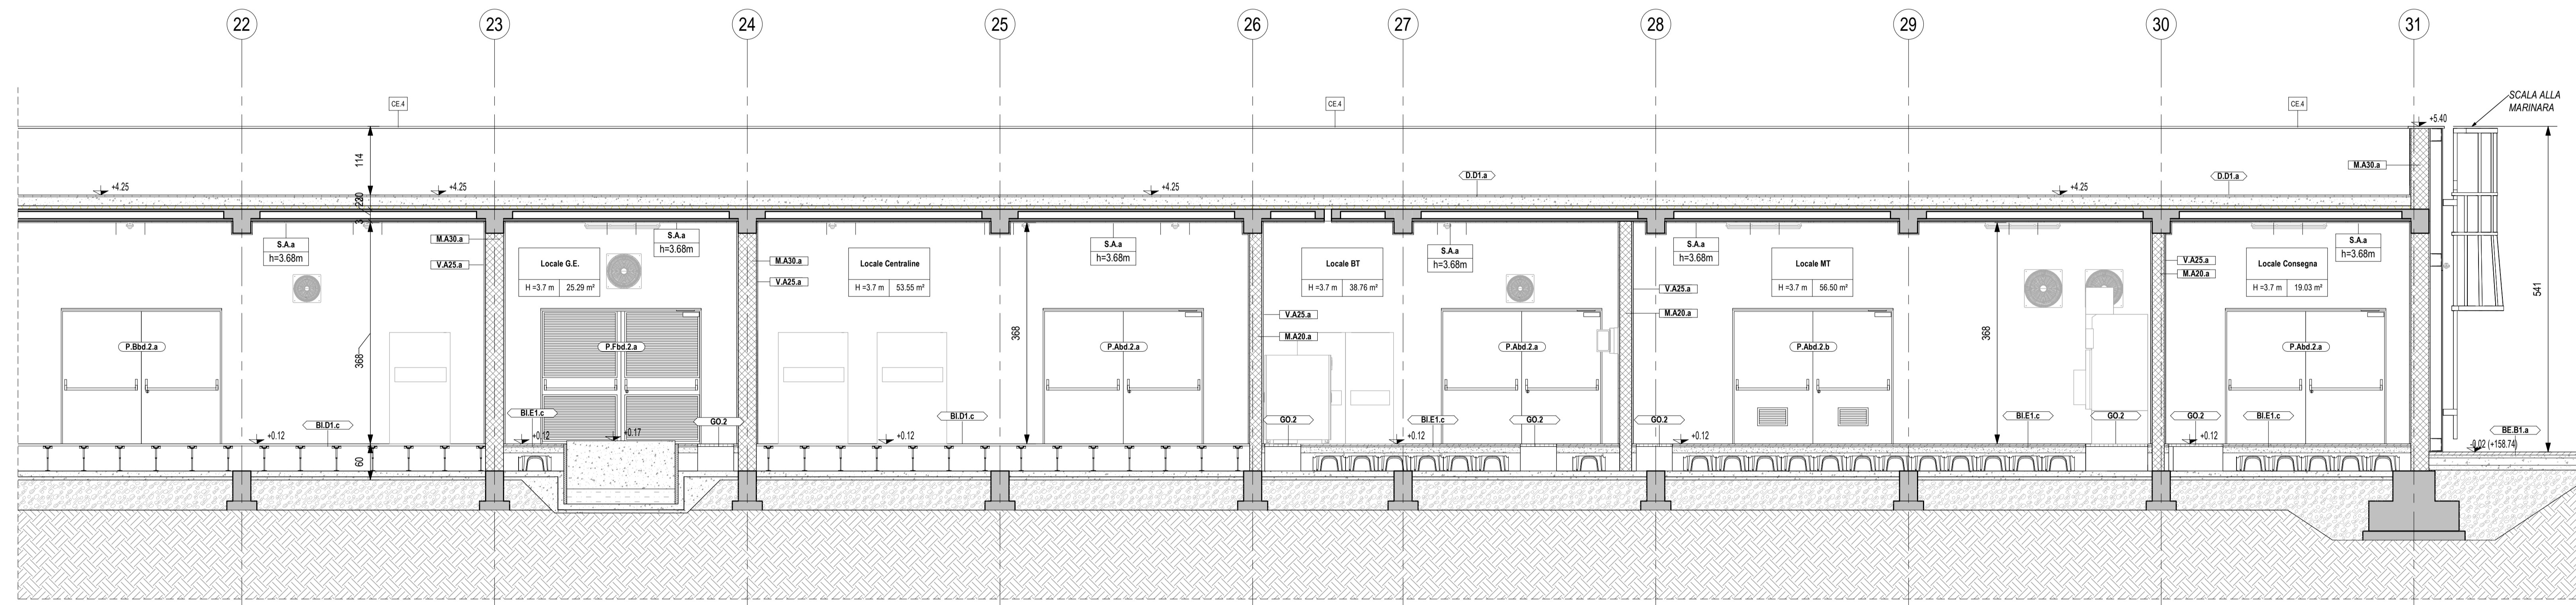 22
23
24
25
26
27
28
29
30
31
CE.4
CE.4
CE.4
SCALA ALLA
MARINARA
+5.40
114
M.A30.a
+4.25
+4.25
+4.25
+4.25
D.D1.a
D.D1.a
3
S.A.a
h=3.68m
M.A30.a
V.A25.a
Locale G.E.
H =3.7 m
25.29 m²
S.A.a
h=3.68m
M.A30.a
V.A25.a
Locale Centraline
H =3.7 m
53.55 m²
S.A.a
h=3.68m
Locale BT
H =3.7 m
38.76 m²
S.A.a
h=3.68m
S.A.a
h=3.68m
Locale MT
H =3.7 m
56.50 m²
V.A25.a
M.A20.a
Locale Consegna
H =3.7 m
19.03 m²
S.A.a
h=3.68m
V.A25.a
M.A20.a
V.A25.a
M.A20.a
541
368
368
368
P.Bbd.2.a
P.Fbd.2.a
P.Abd.2.a
P.Abd.2.a
P.Abd.2.b
P.Abd.2.a
BI.D1.c
BI.E1.c
GO.2
BI.D1.c
GO.2
BI.E1.c
GO.2
GO.2
BI.E1.c
GO.2
GO.2
BI.E1.c
BE.B1.a
+0.12
+0.12
+0.17
+0.12
+0.12
+0.12
+0.12
-0.02 (+158.74)
60